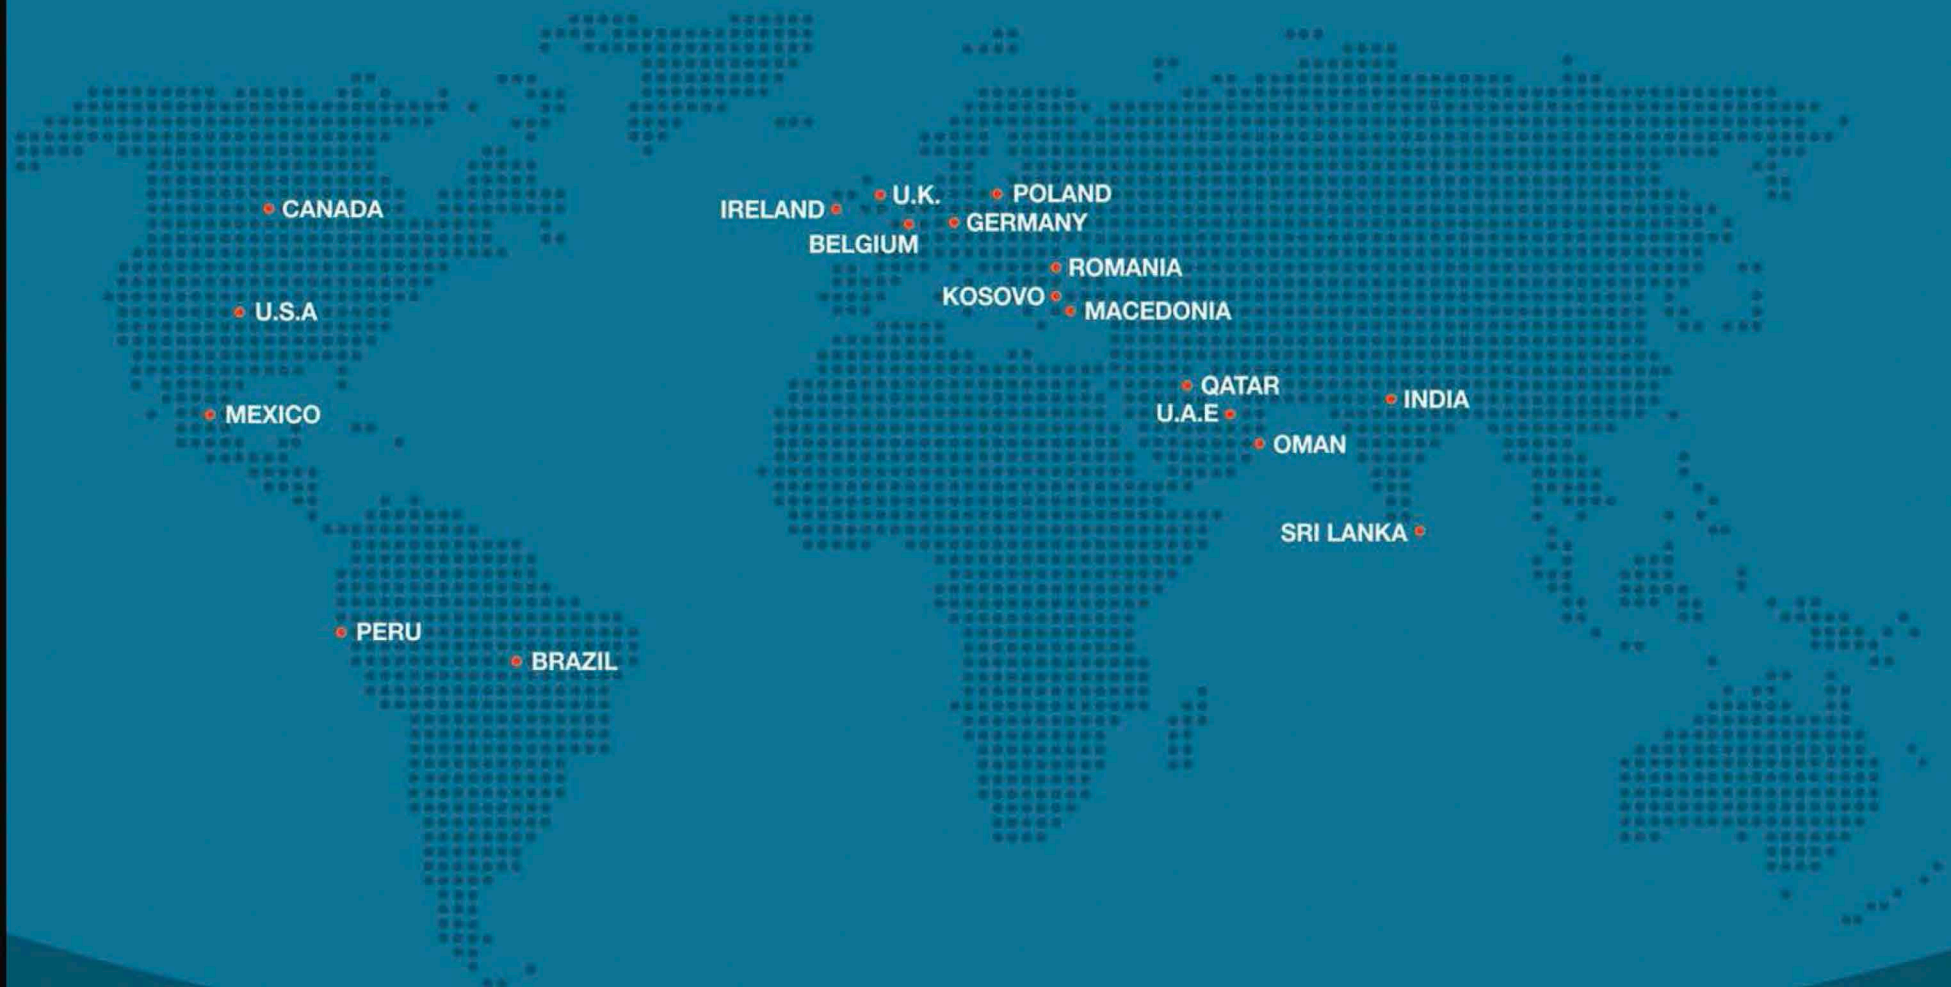 CANADA
U.S.A
MEXICO
PERU
BRAZIL
IRELAND
U.K.
BELGIUM
POLAND
GERMANY
ROMANIA
KOSOVO
MACEDONIA
QATAR
U.A.E
OMAN
INDIA
SRI LANKA